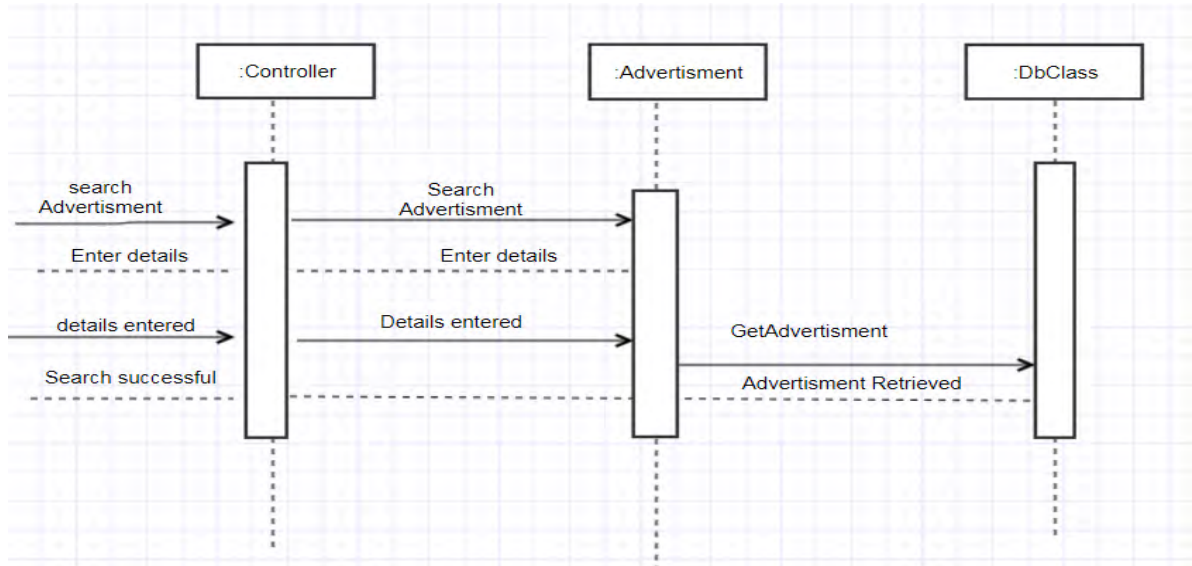 :Controller
:Advertisment
:DbClass
search
Advertisment
Search
Advertisment
Enter details
Enter details
details entered
Details entered
GetAdvertisment
Search successful
Advertisment Retrieved